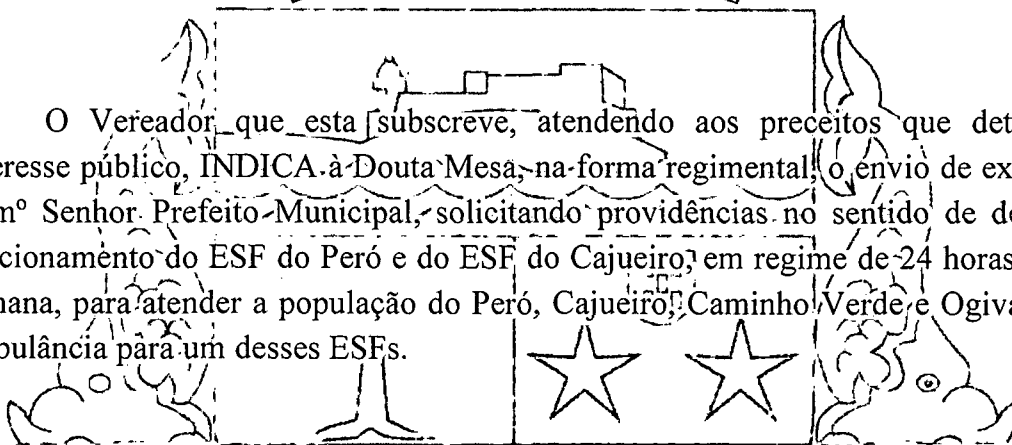 O Vereador que esta subscreve, atendendo aos preceitos que det
eresse público, INDICA à Douta Mesa, na forma regimental, o envio de ex
mº Senhor Prefeito Municipal, solicitando providências no sentido de de
cionamento do ESF do Peró e do ESF do Cajueiro, em regime de 24 horas
nana, para atender a população do Peró, Cajueiro, Caminho Verde e Ogiva
bulância para um desses ESFs.